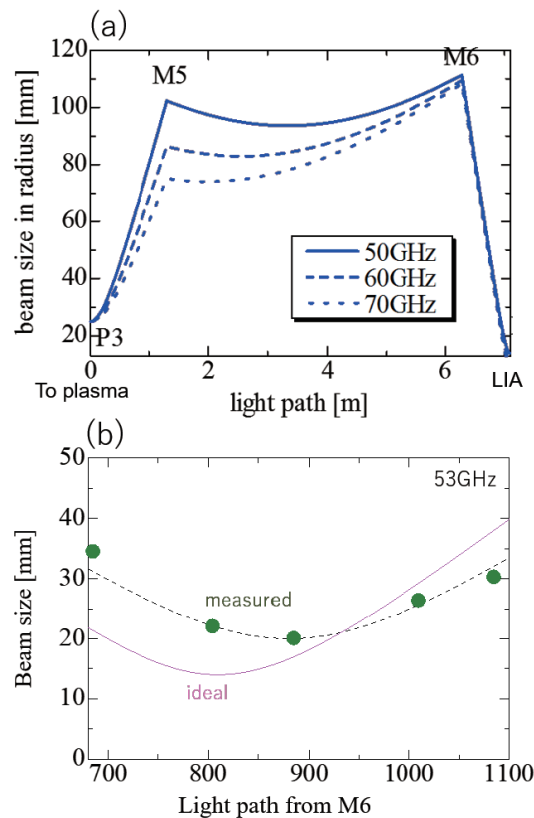 (a)
120
100
80
60
40
20
beam size in radius [mm]
M5
M6
P3
50GHz
60GHz
70GHz
0
2
4
6
To plasma
LIA
light path [m]
(b)
50
40
30
20
10
0
Beam size [mm]
53GHz
measured
ideal
700
800
900
1000
1100
Light path from M6